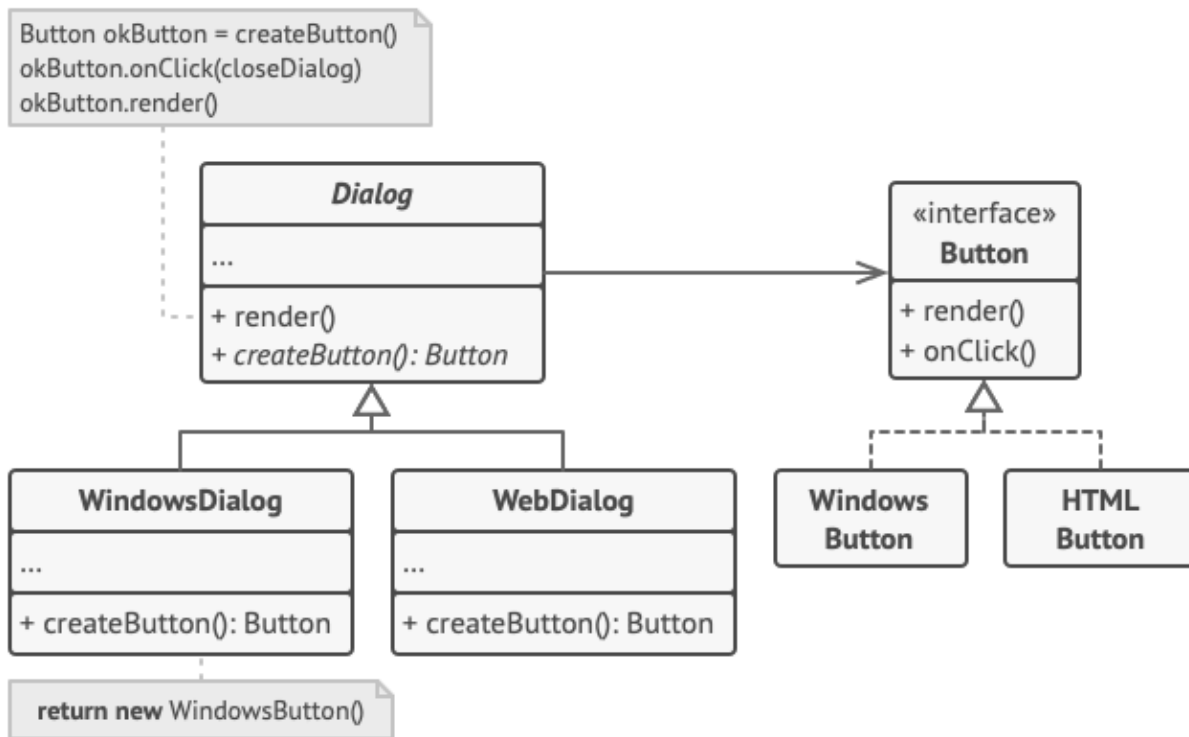 Button okButton = createButton()
okButton.onClick(closeDialog)
okButton.render()
Dialog
...
+ render()
+ createButton(): Button
«interface»
Button
+ render()
+ onClick()
WindowsDialog
...
+ createButton(): Button
WebDialog
...
+ createButton(): Button
Windows
Button
HTML
Button
return new WindowsButton()